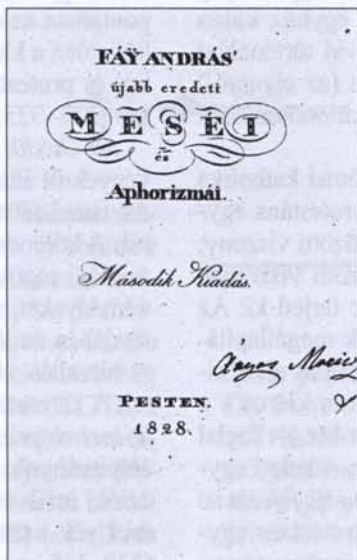 FÁY ANDRÁS'
újabb eredeti
MESÉI
és
Aphorizmái.
Második Kiadás.
PESTEN.
1828.